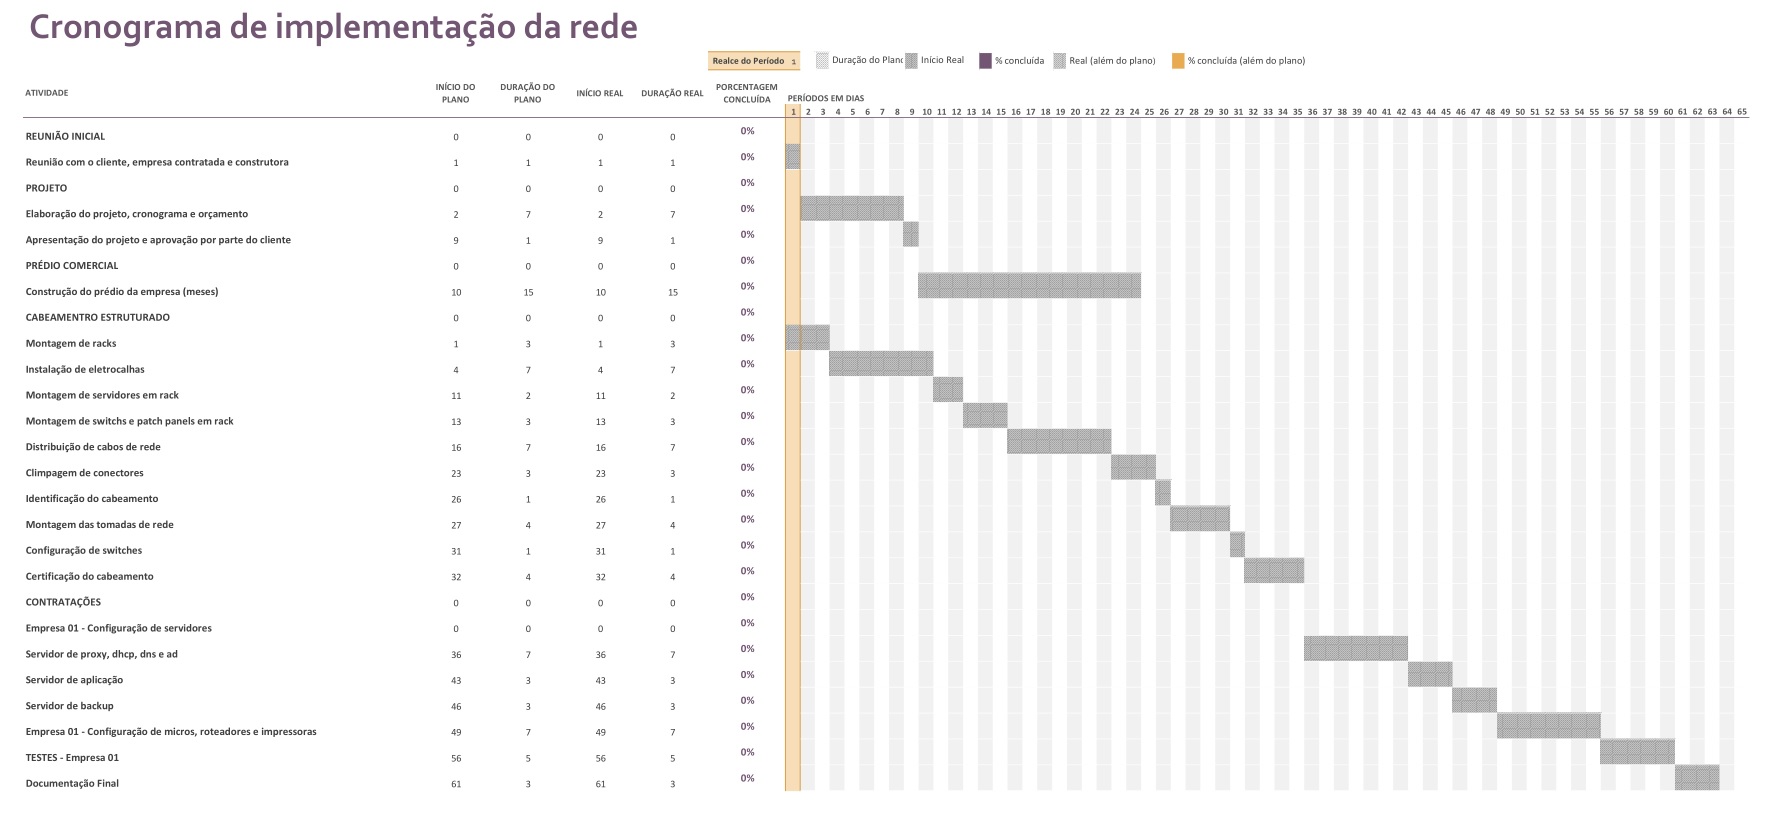 Cronograma de implementação da rede
Realce do Período 1 Duração do Plano Início Real % concluída Real (além do plano) % concluída (além do plano)
ATIVIDADE INÍCIO DO PLANO DURAÇÃO DO PLANO INÍCIO REAL DURAÇÃO REAL PORCENTAGEM CONCLUÍDA PERÍODOS EM DIAS
1 2 3 4 5 6 7 8 9 10 11 12 13 14 15 16 17 18 19 20 21 22 23 24 25 26 27 28 29 30 31 32 33 34 35 36 37 38 39 40 41 42 43 44 45 46 47 48 49 50 51 52 53 54 55 56 57 58 59 60 61 62 63 64 65
REUNIÃO INICIAL 0 0 0 0 0%
Reunião com o cliente, empresa contratada e construtora 1 1 1 1 0%
PROJETO 0 0 0 0 0%
Elaboração do projeto, cronograma e orçamento 2 7 2 7 0%
Apresentação do projeto e aprovação por parte do cliente 9 1 9 1 0%
PRÉDIO COMERCIAL 0 0 0 0 0%
Construção do prédio da empresa (meses) 10 15 10 15 0%
CABEAMENTRO ESTRUTURADO 0 0 0 0 0%
Montagem de racks 1 3 1 3 0%
Instalação de eletrocalhas 4 7 4 7 0%
Montagem de servidores em rack 11 2 11 2 0%
Montagem de switchs e patch panels em rack 13 3 13 3 0%
Distribuição de cabos de rede 16 7 16 7 0%
Climpagem de conectores 23 3 23 3 0%
Identificação do cabeamento 26 1 26 1 0%
Montagem das tomadas de rede 27 4 27 4 0%
Configuração de switches 31 1 31 1 0%
Certificação do cabeamento 32 4 32 4 0%
CONTRATAÇÕES 0 0 0 0 0%
Empresa 01 - Configuração de servidores 0 0 0 0 0%
Servidor de proxy, dhcp, dns e ad 36 7 36 7 0%
Servidor de aplicação 43 3 43 3 0%
Servidor de backup 46 3 46 3 0%
Empresa 01 - Configuração de micros, roteadores e impressoras 49 7 49 7 0%
TESTES - Empresa 01 56 5 56 5 0%
Documentação Final 61 3 61 3 0%